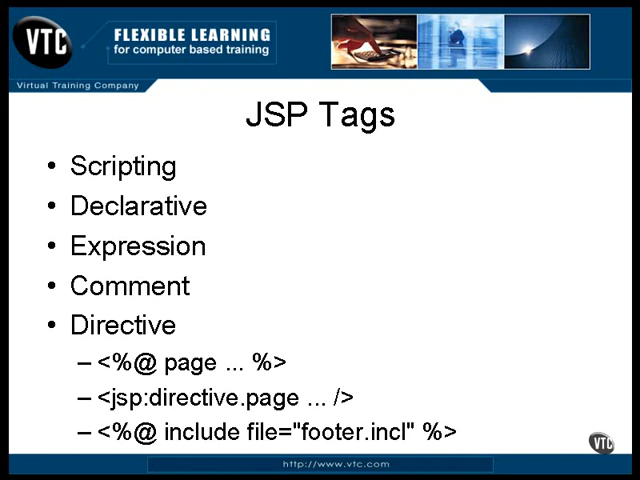 VTC
FLEXIBLE LEARNING
for computer based training
Virtual Training Company
JSP Tags
• Scripting
• Declarative
• Expression
• Comment
• Directive
– <%@ page ... %>
– <jsp:directive.page ... />
– <%@ include file="footer.incl" %>
VTC
http://www.vtc.com